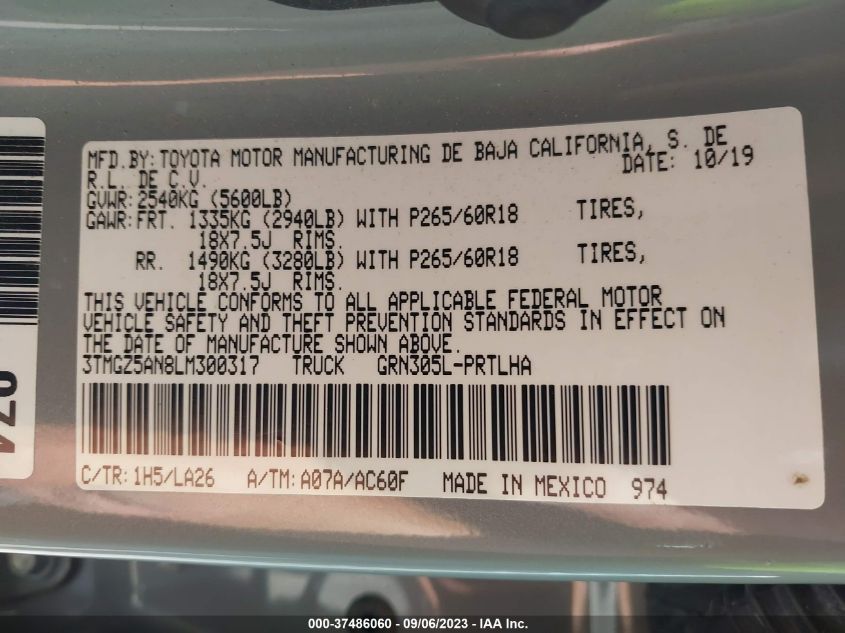 MFD.BY:TOYOTA MOTOR MANUFACTURING DE BAJA CALIFORNIA, S. DE
R.L. DE C.V. DATE: 10/19
GVWR:2540KG (5600LB)
GAWR:FRT. 1335KG (2940LB) WITH P265/60R18 TIRES,
18X7.5J RIMS.
RR. 1490KG (3280LB) WITH P265/60R18 TIRES,
18X7.5J RIMS.
THIS VEHICLE CONFORMS TO ALL APPLICABLE FEDERAL MOTOR
VEHICLE SAFETY AND THEFT PREVENTION STANDARDS IN EFFECT ON
THE DATE OF MANUFACTURE SHOWN ABOVE.
3TMGZ5AN8LM300317 TRUCK GRN305L-PRTLHA
C/TR:1H5/LA26 A/TM:A07A/AC60F MADE IN MEXICO 974
974
000-37486060 - 09/06/2023 - IAA Inc.